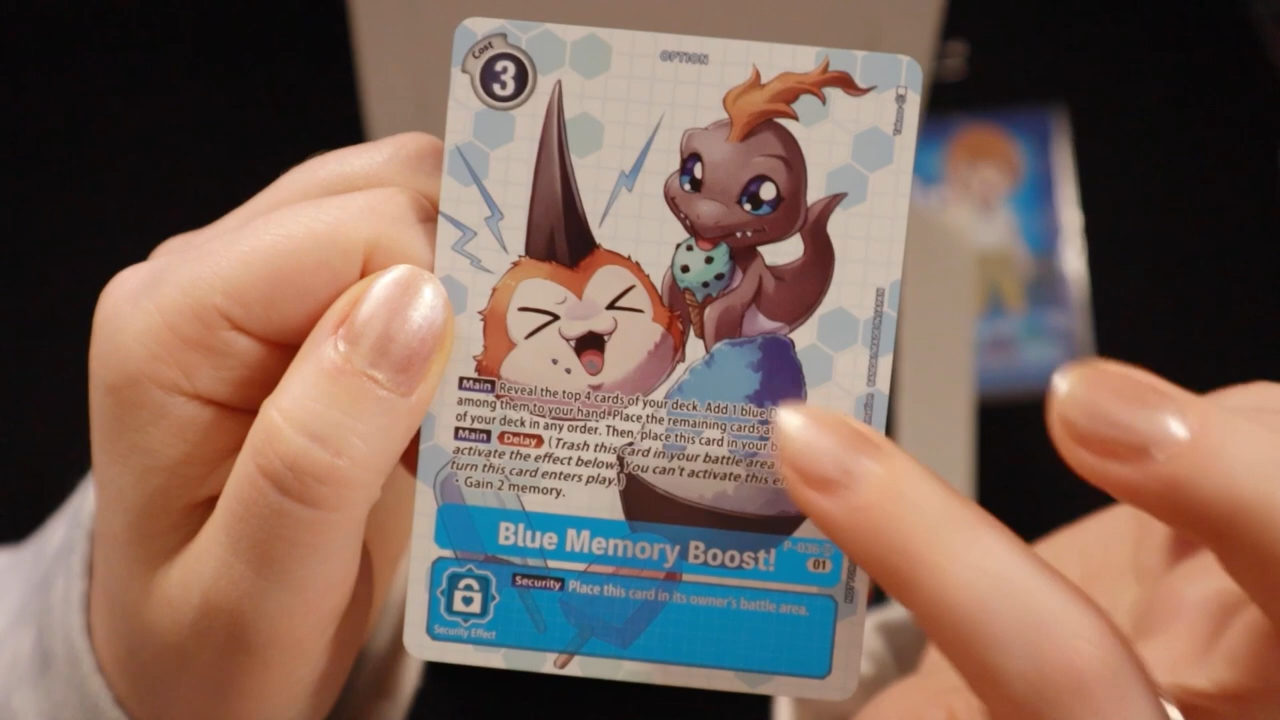 Cost
3
OPTION
Main Reveal the top 4 cards of your deck. Add 1 blue
among them to your hand. Place the remaining cards
of your deck in any order. Then, place this card in your
Main Delay (Trash this card in your battle area
activate the effect below. You can't activate this
turn this card enters play.)
· Gain 2 memory.
Blue Memory Boost!
P-036
01
Security Place this card in its owner's battle area.
Security Effect